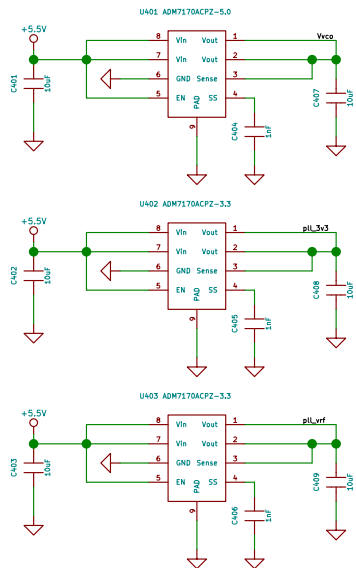 U401 ADM7170ACPZ-5.0
+5.5V
8 VIn Vout 1 Vvco
7 VIn Vout 2
6 GND Sense 3
5 EN SS 4
PAD
9
C401 10uF
C404 1nF
C407 10uF
U402 ADM7170ACPZ-3.3
+5.5V
8 VIn Vout 1 pll_3v3
7 VIn Vout 2
6 GND Sense 3
5 EN SS 4
PAD
9
C402 10uF
C405 1nF
C408 10uF
U403 ADM7170ACPZ-3.3
+5.5V
8 VIn Vout 1 pll_vrf
7 VIn Vout 2
6 GND Sense 3
5 EN SS 4
PAD
9
C403 10uF
C406 1nF
C409 10uF